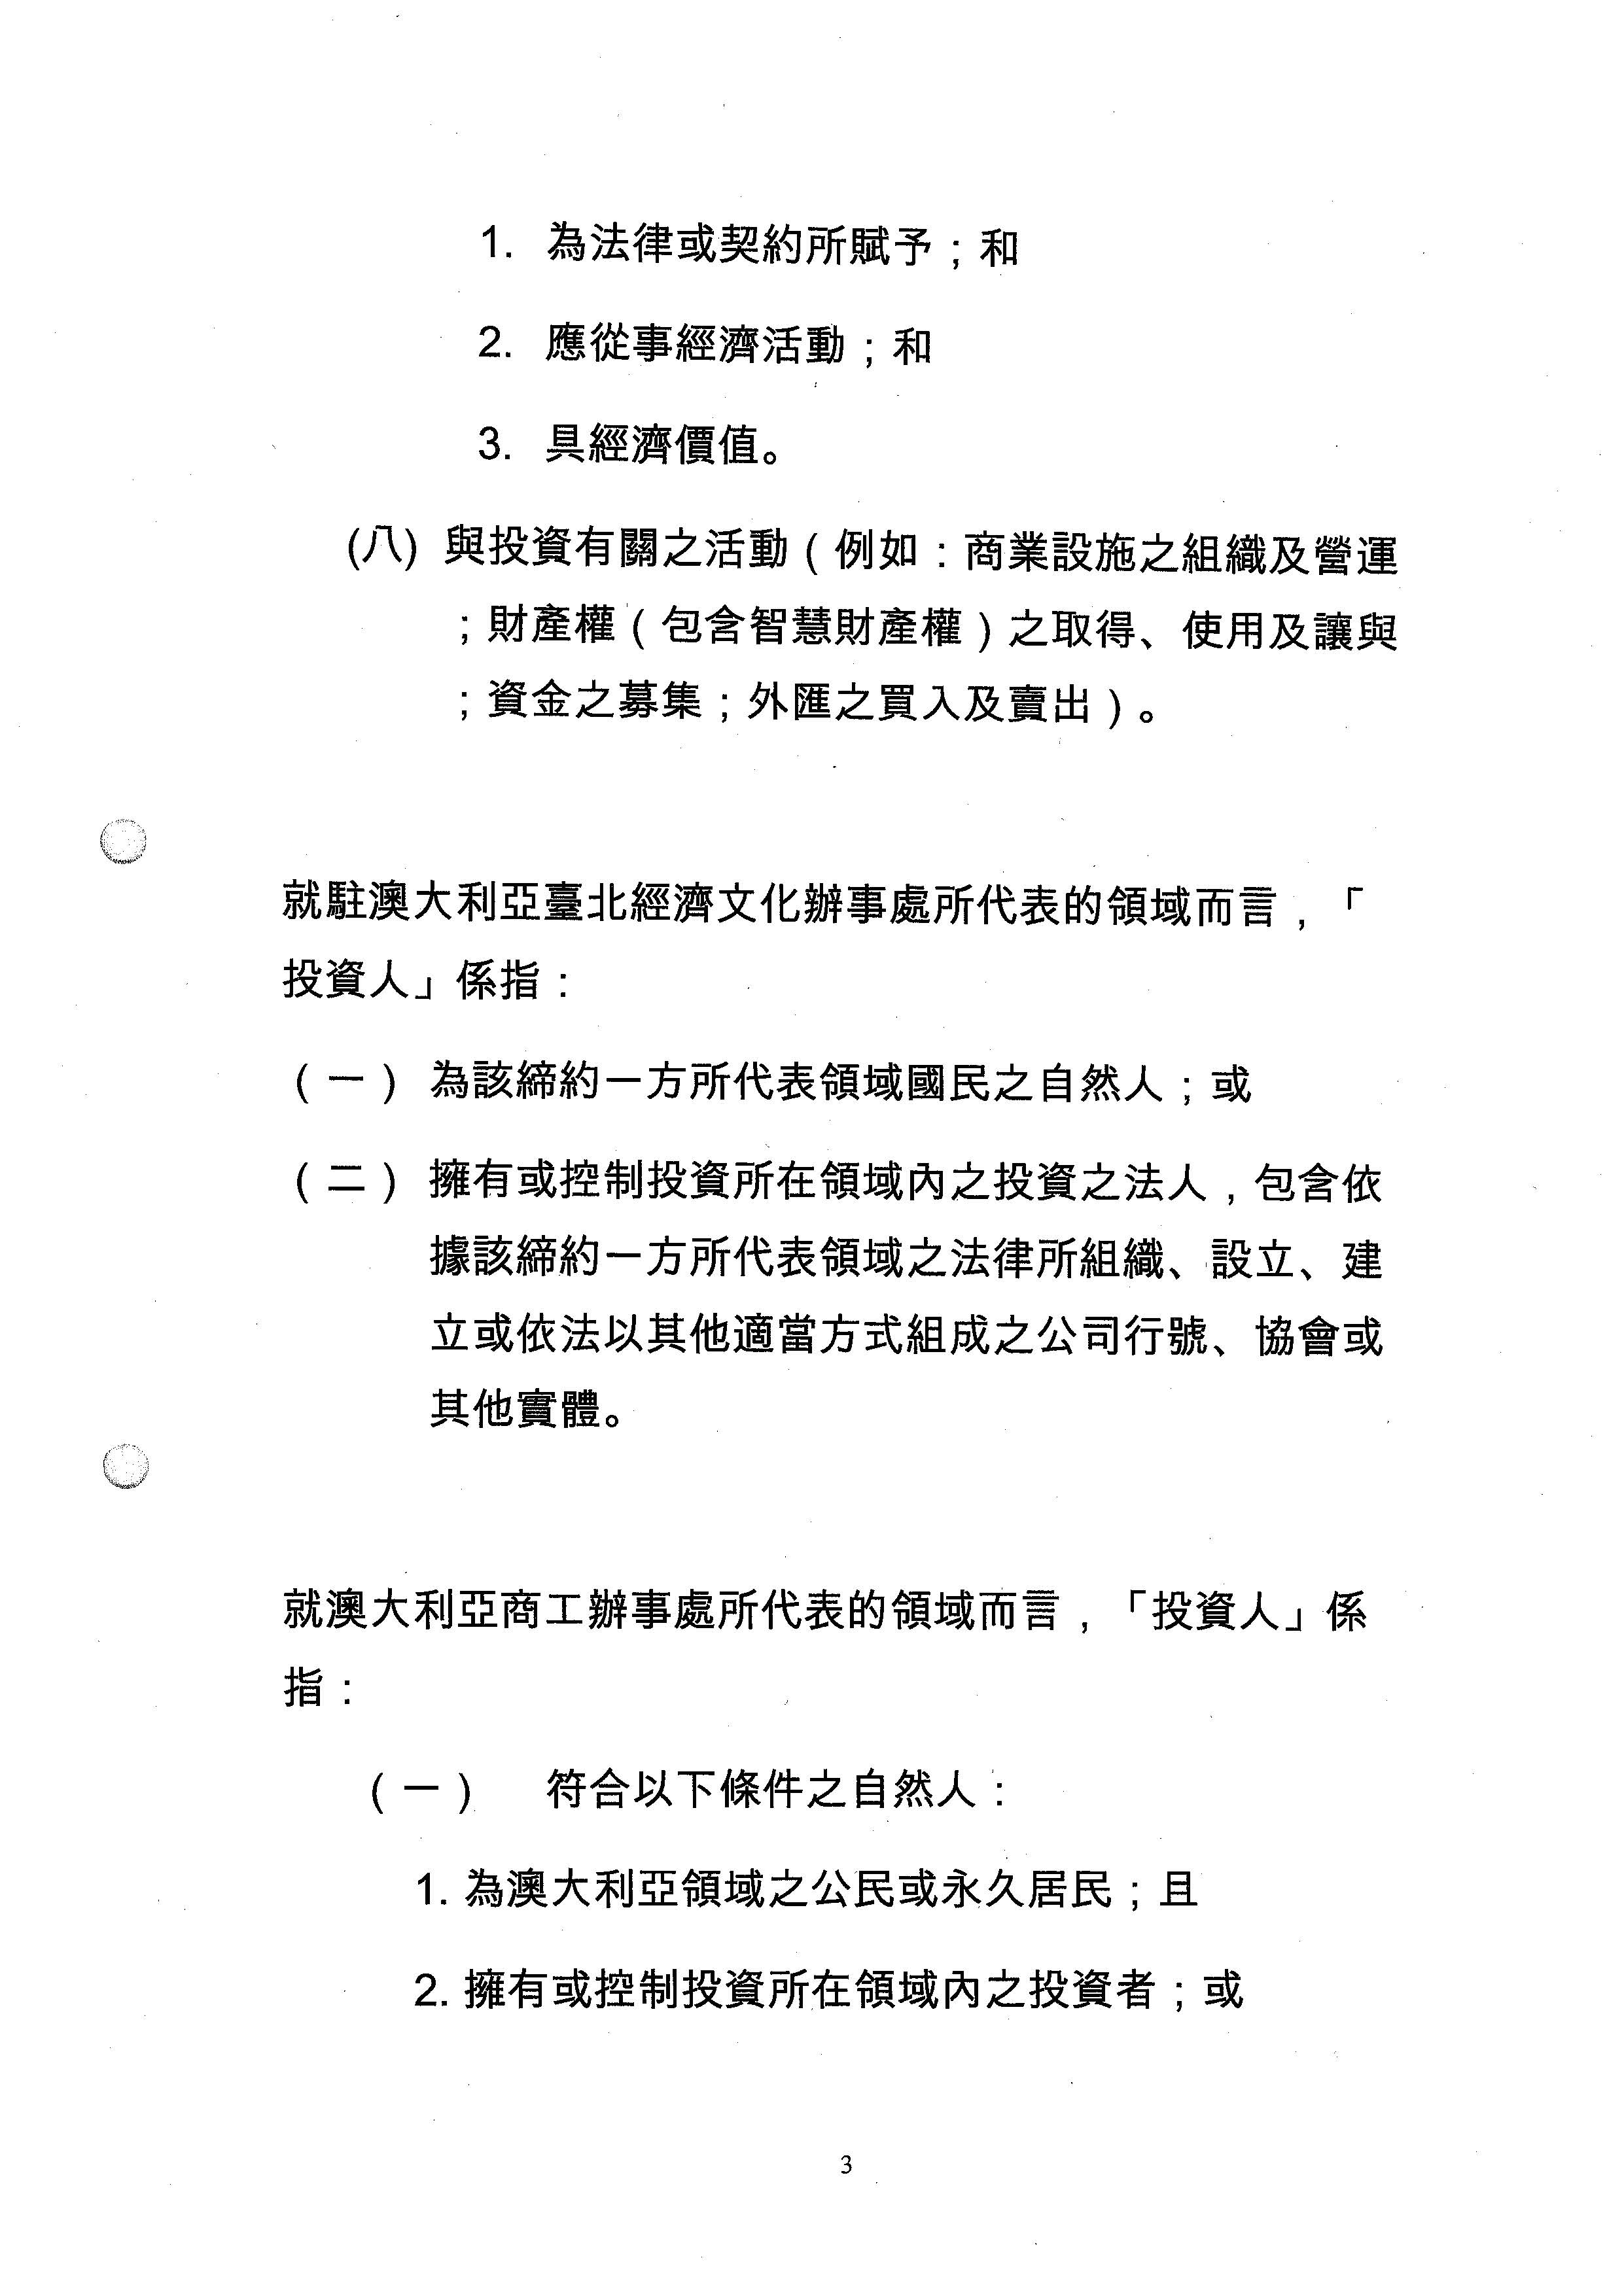 1. 為法律或契約所賦予；和
2. 應從事經濟活動；和
3. 具經濟價值。
(八) 與投資有關之活動（例如：商業設施之組織及營運
；財產權（包含智慧財產權）之取得、使用及讓與
；資金之募集；外匯之買入及賣出）。
就駐澳大利亞臺北經濟文化辦事處所代表的領域而言，「
投資人」係指：
（一） 為該締約一方所代表領域國民之自然人；或
（二） 擁有或控制投資所在領域內之投資之法人，包含依
據該締約一方所代表領域之法律所組織、設立、建
立或依法以其他適當方式組成之公司行號、協會或
其他實體。
就澳大利亞商工辦事處所代表的領域而言，「投資人」係
指：
（一） 符合以下條件之自然人：
1. 為澳大利亞領域之公民或永久居民；且
2. 擁有或控制投資所在領域內之投資者；或
3